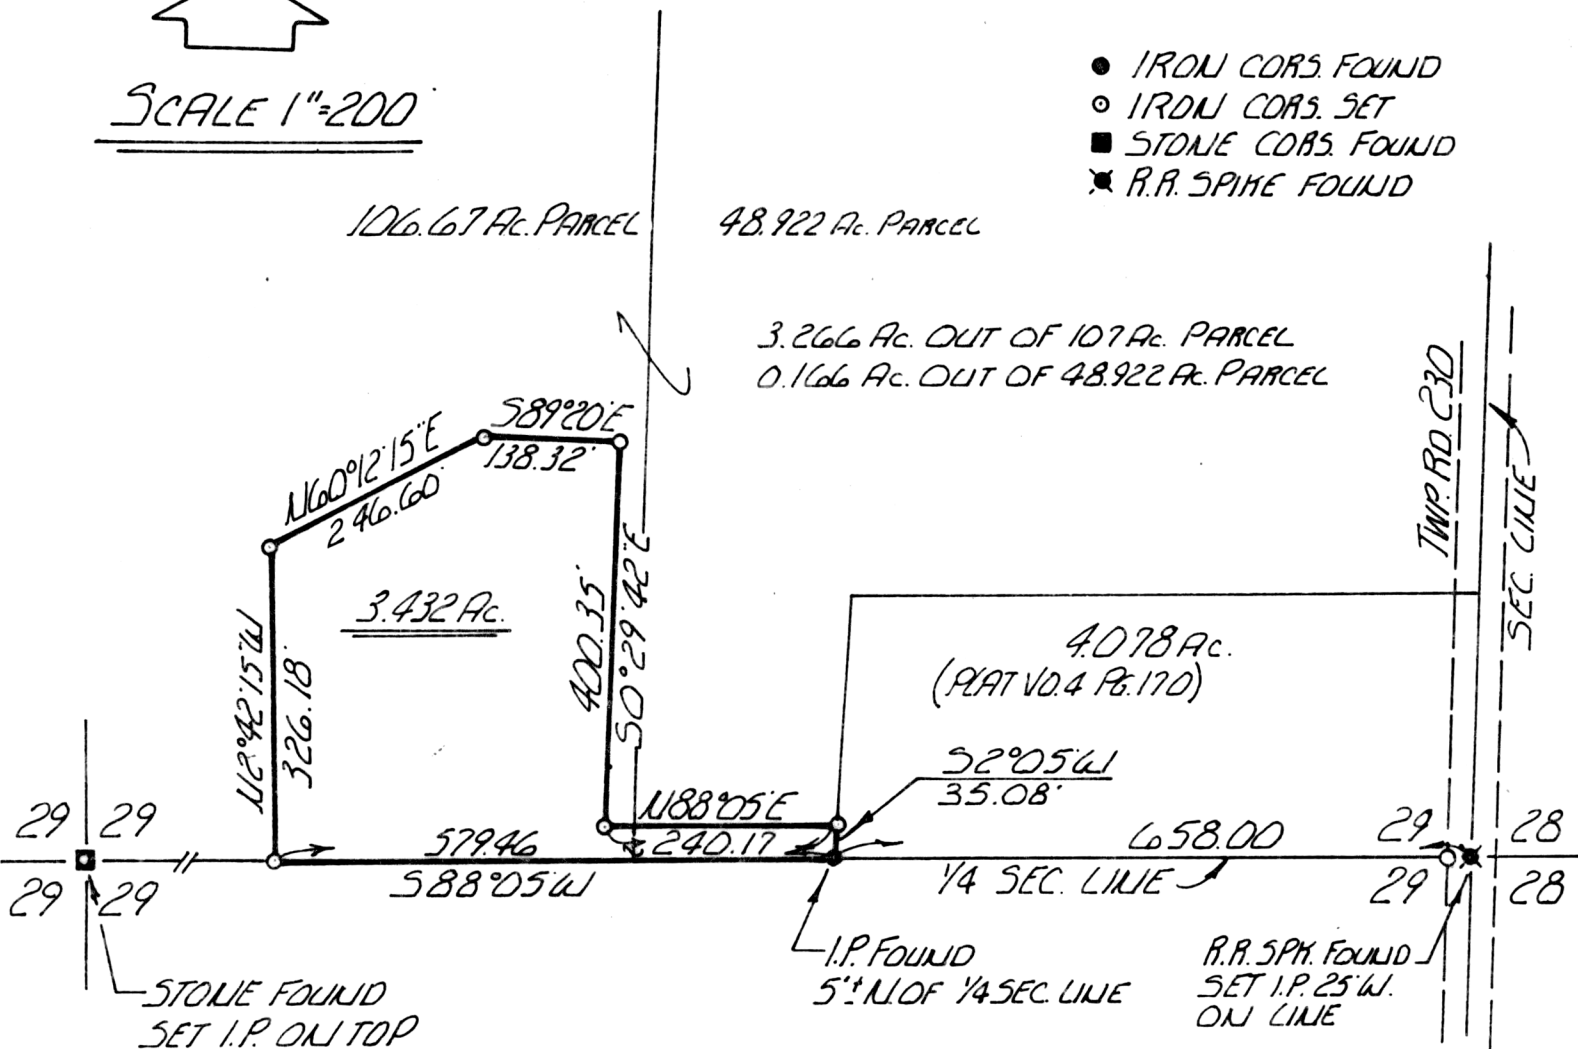 SCALE 1"=200
IRON CORS. FOUND
IRON CORS. SET
STONE CORS. FOUND
R.R. SPIKE FOUND
106.67 AC. PARCEL
48.922 AC. PARCEL
3.266 AC. OUT OF 107 AC. PARCEL
0.166 AC. OUT OF 48.922 AC. PARCEL
TWP. RD. 230
SEC. LINE
S89°20'E
138.32'
N60°12'15"E
246.60'
3.432 AC.
N2°42'15"W
326.18'
400.35'
S0°29'42"E
4.078 AC.
(PLAT VO.4 PG.170)
S2°05'W
35.08'
N88°05'E
240.17
579.46
S88°05'W
658.00
1/4 SEC. LINE
29 29
29 29
29 28
29 28
I.P. FOUND
5'± N. OF 1/4 SEC. LINE
R.R. SPK. FOUND
SET I.P. 25' W.
ON LINE
STONE FOUND
SET I.P. ON TOP